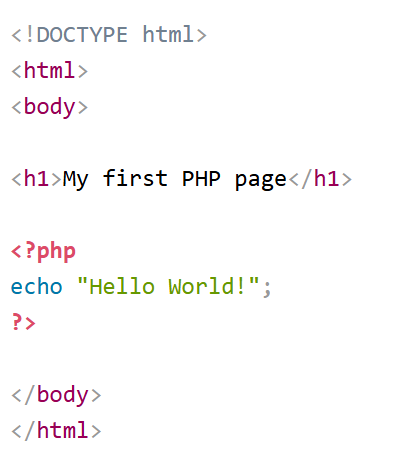 <!DOCTYPE html>
<html>
<body>
<h1>My first PHP page</h1>
<?php
echo "Hello World!";
?>
</body>
</html>